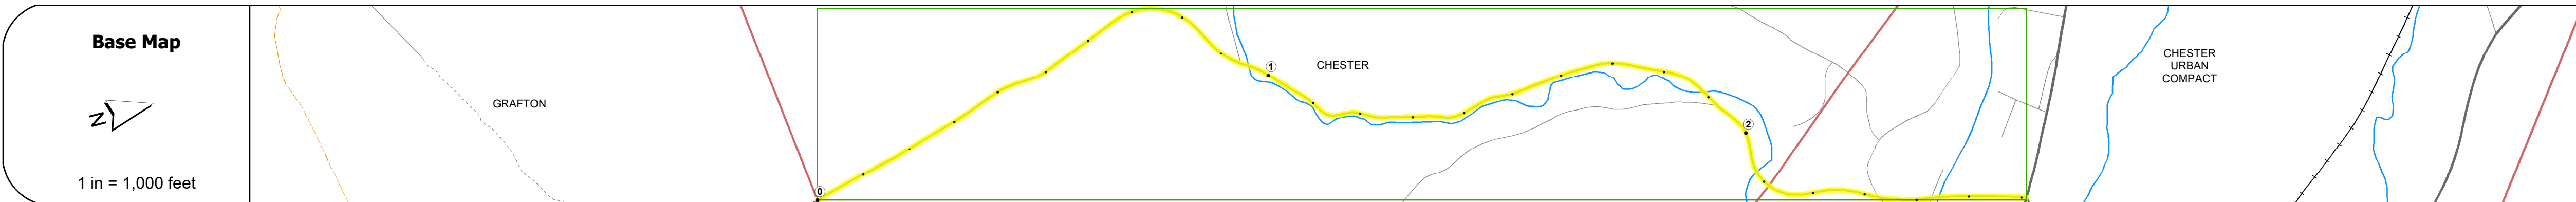 Base Map
N
1 in = 1,000 feet
GRAFTON
0
1
CHESTER
2
CHESTER
URBAN
COMPACT